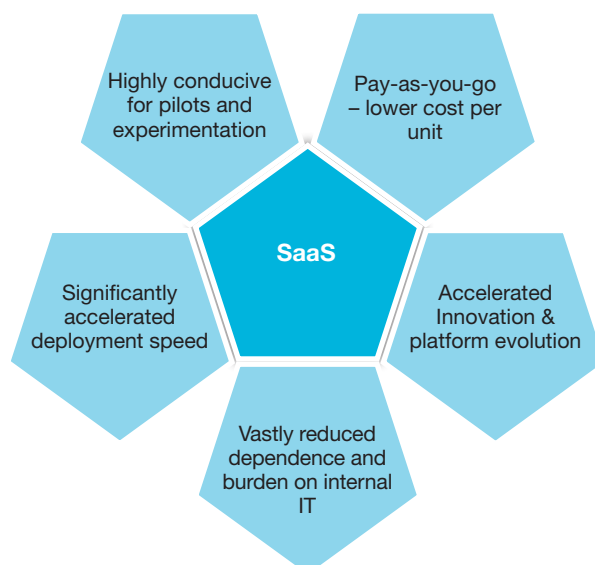 Highly conducive
for pilots and
experimentation
Pay-as-you-go
– lower cost per
unit
SaaS
Significantly
accelerated
deployment speed
Accelerated
Innovation &
platform evolution
Vastly reduced
dependence and
burden on internal
IT